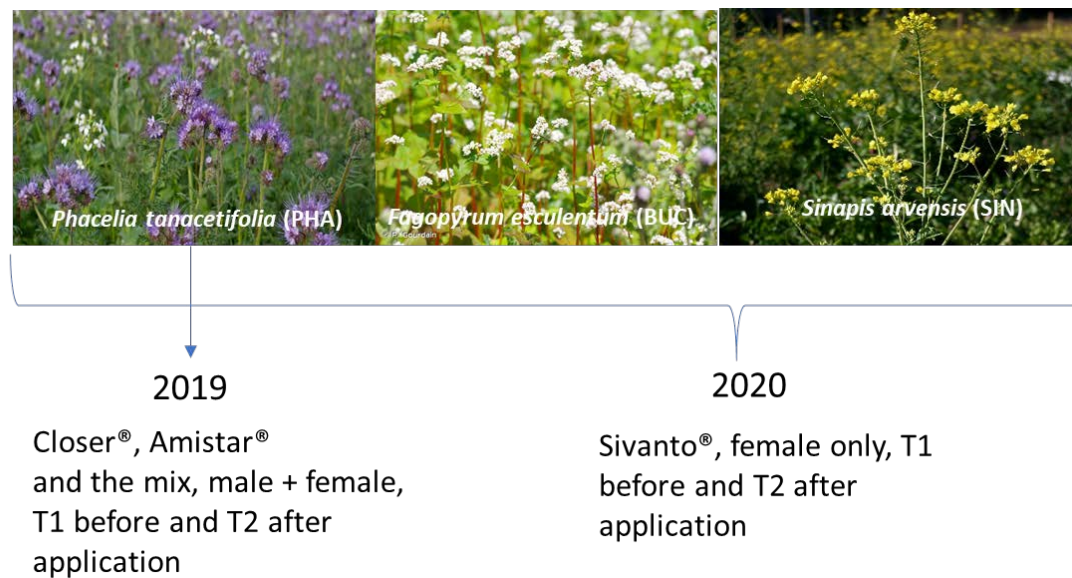 Phacelia tanacetifolia (PHA)
Fagopyrum esculentum (BUC)
Sinapis arvensis (SIN)
2019
Closer®, Amistar®
and the mix, male + female,
T1 before and T2 after
application
2020
Sivanto®, female only, T1
before and T2 after
application